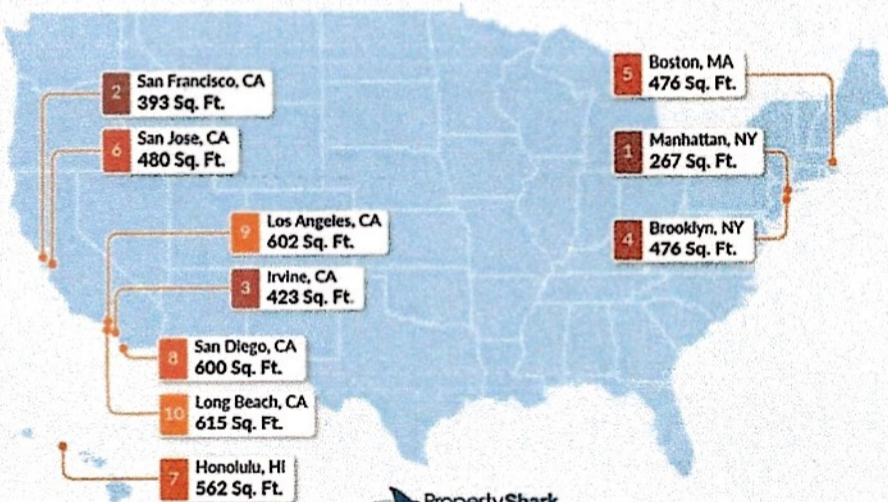 2
San Francisco, CA
393 Sq. Ft.
6
San Jose, CA
480 Sq. Ft.
9
Los Angeles, CA
602 Sq. Ft.
3
Irvine, CA
423 Sq. Ft.
8
San Diego, CA
600 Sq. Ft.
10
Long Beach, CA
615 Sq. Ft.
7
Honolulu, HI
562 Sq. Ft.
5
Boston, MA
476 Sq. Ft.
1
Manhattan, NY
267 Sq. Ft.
4
Brooklyn, NY
476 Sq. Ft.
PropertyShark